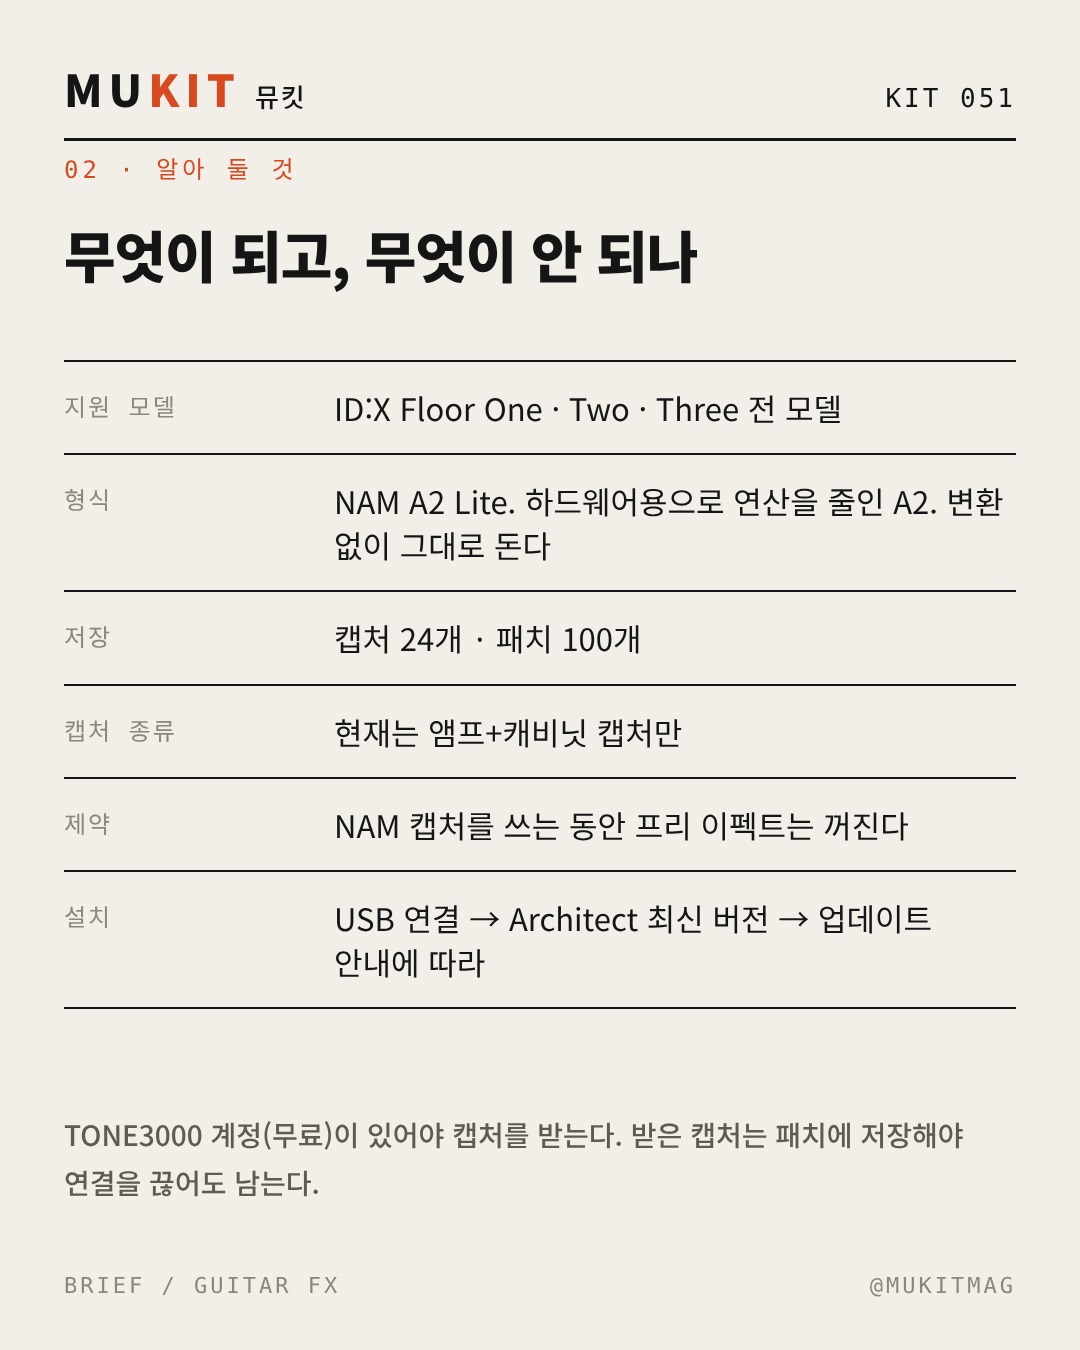 MUKIT 뮤킷
KIT 051
02 · 알아 둘 것
무엇이 되고, 무엇이 안 되나
지원 모델
ID:X Floor One · Two · Three 전 모델
형식
NAM A2 Lite. 하드웨어용으로 연산을 줄인 A2. 변환
없이 그대로 돈다
저장
캡처 24개 · 패치 100개
캡처 종류
현재는 앰프+캐비닛 캡처만
제약
NAM 캡처를 쓰는 동안 프리 이펙트는 꺼진다
설치
USB 연결 → Architect 최신 버전 → 업데이트
안내에 따라
TONE3000 계정(무료)이 있어야 캡처를 받는다. 받은 캡처는 패치에 저장해야
연결을 끊어도 남는다.
BRIEF / GUITAR FX
@MUKITMAG